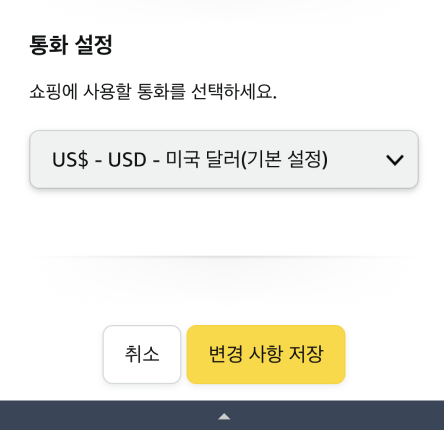 통화 설정
쇼핑에 사용할 통화를 선택하세요.
US$ - USD - 미국 달러(기본 설정)
취소
변경 사항 저장